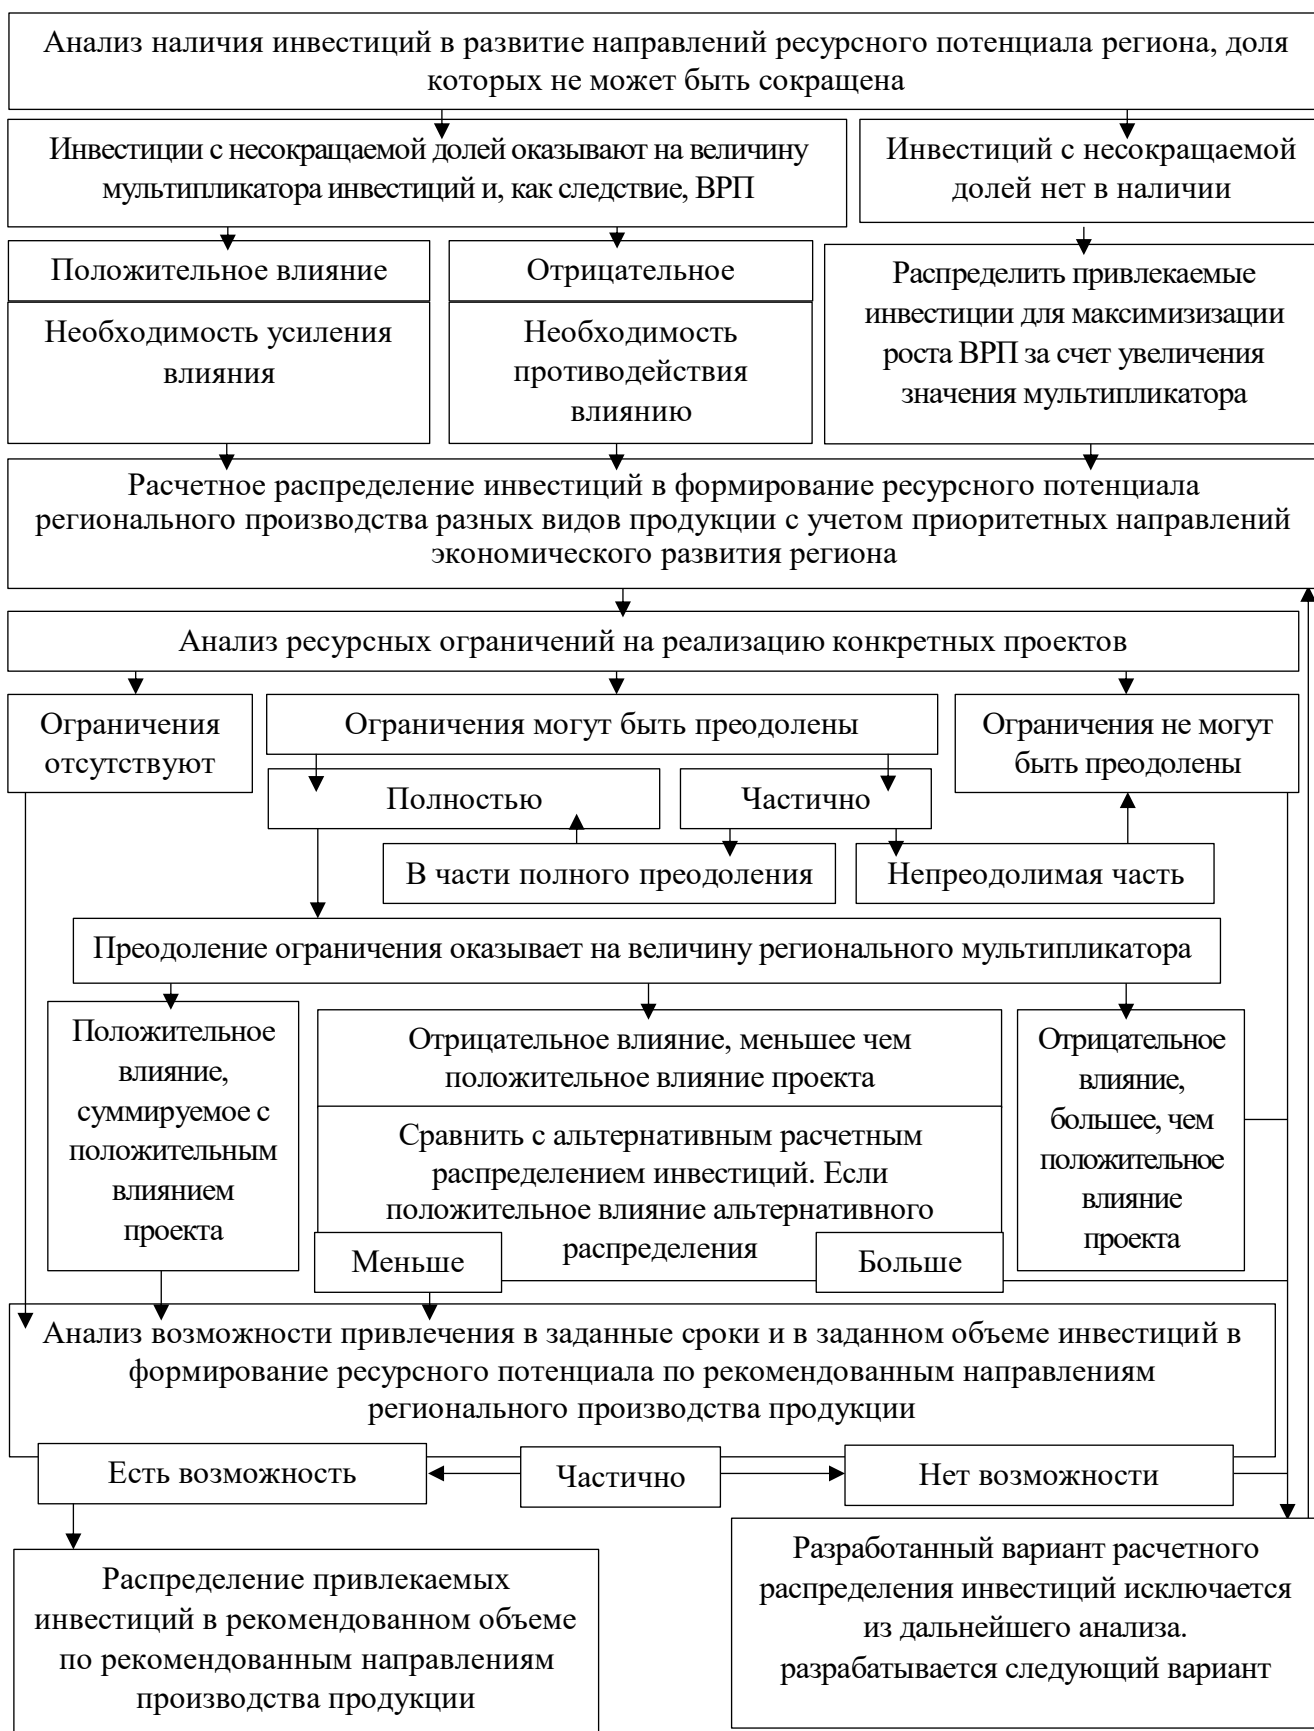 Анализ наличия инвестиций в развитие направлений ресурсного потенциала региона, доля
которых не может быть сокращена
Инвестиции с несокращаемой долей оказывают на величину
мультипликатора инвестиций и, как следствие, ВРП
Инвестиций с несокращаемой
долей нет в наличии
Положительное влияние
Отрицательное
Необходимость усиления
влияния
Необходимость
противодействия
влиянию
Распределить привлекаемые
инвестиции для максимизизации
роста ВРП за счет увеличения
значения мультипликатора
Расчетное распределение инвестиций в формирование ресурсного потенциала
регионального производства разных видов продукции с учетом приоритетных направлений
экономического развития региона
Анализ ресурсных ограничений на реализацию конкретных проектов
Ограничения
отсутствуют
Ограничения могут быть преодолены
Ограничения не могут
быть преодолены
Полностью
Частично
В части полного преодоления
Непреодолимая часть
Преодоление ограничения оказывает на величину регионального мультипликатора
Положительное
влияние,
суммируемое с
положительным
влиянием
проекта
Отрицательное влияние, меньшее чем
положительное влияние проекта
Сравнить с альтернативным расчетным
распределением инвестиций. Если
положительное влияние альтернативного
распределения
Отрицательное
влияние,
большее, чем
положительное
влияние
проекта
Меньше
Больше
Анализ возможности привлечения в заданные сроки и в заданном объеме инвестиций в
формирование ресурсного потенциала по рекомендованным направлениям
регионального производства продукции
Есть возможность
Частично
Нет возможности
Распределение привлекаемых
инвестиций в рекомендованном объеме
по рекомендованным направлениям
производства продукции
Разработанный вариант расчетного
распределения инвестиций исключается
из дальнейшего анализа.
разрабатывается следующий вариант